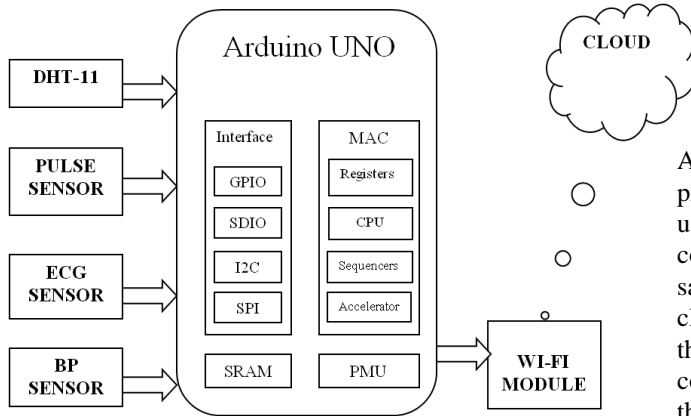 Arduino UNO
CLOUD
DHT-11
PULSE
SENSOR
ECG
SENSOR
BP
SENSOR
Interface
GPIO
SDIO
I2C
SPI
MAC
Registers
CPU
Sequencers
Accelerator
SRAM
PMU
WI-FI
MODULE